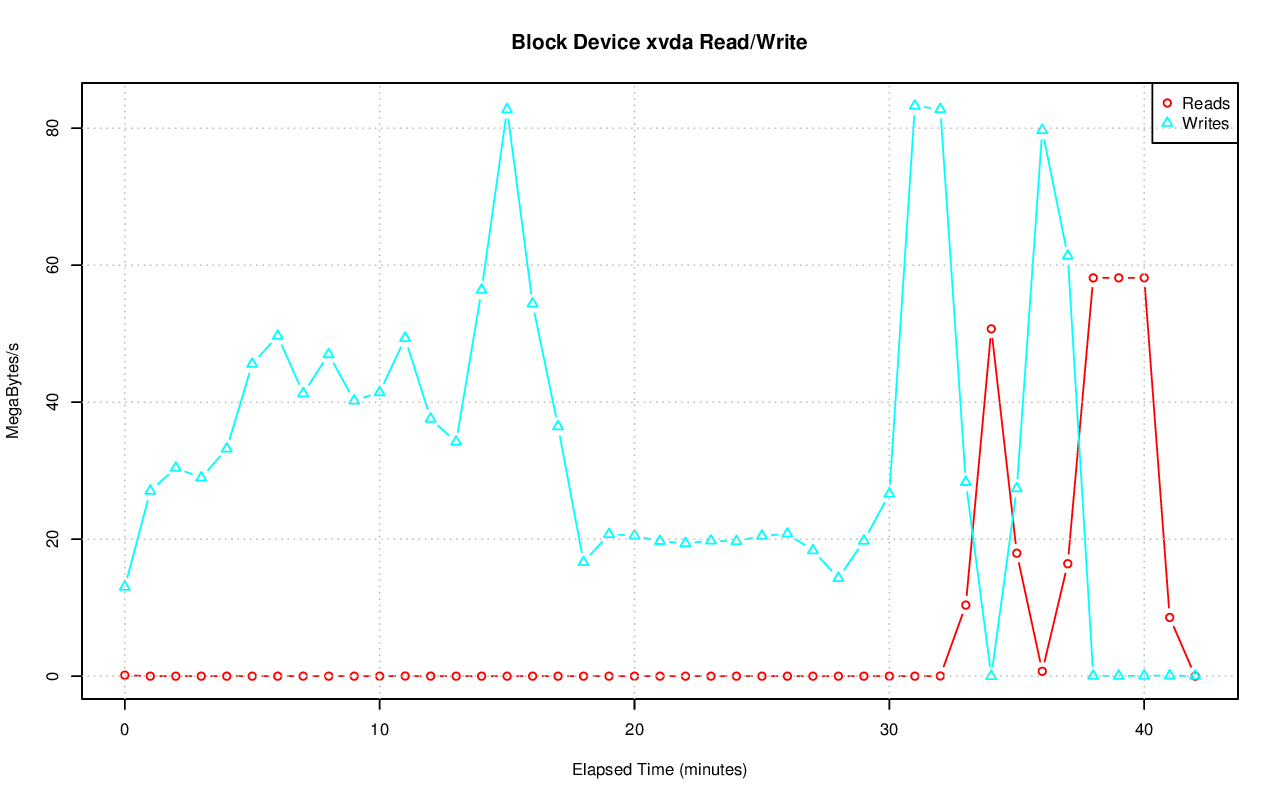 Block Device xvda Read/Write
Reads
Writes
MegaBytes/s
80
60
40
20
0
0 10 20 30 40
Elapsed Time (minutes)